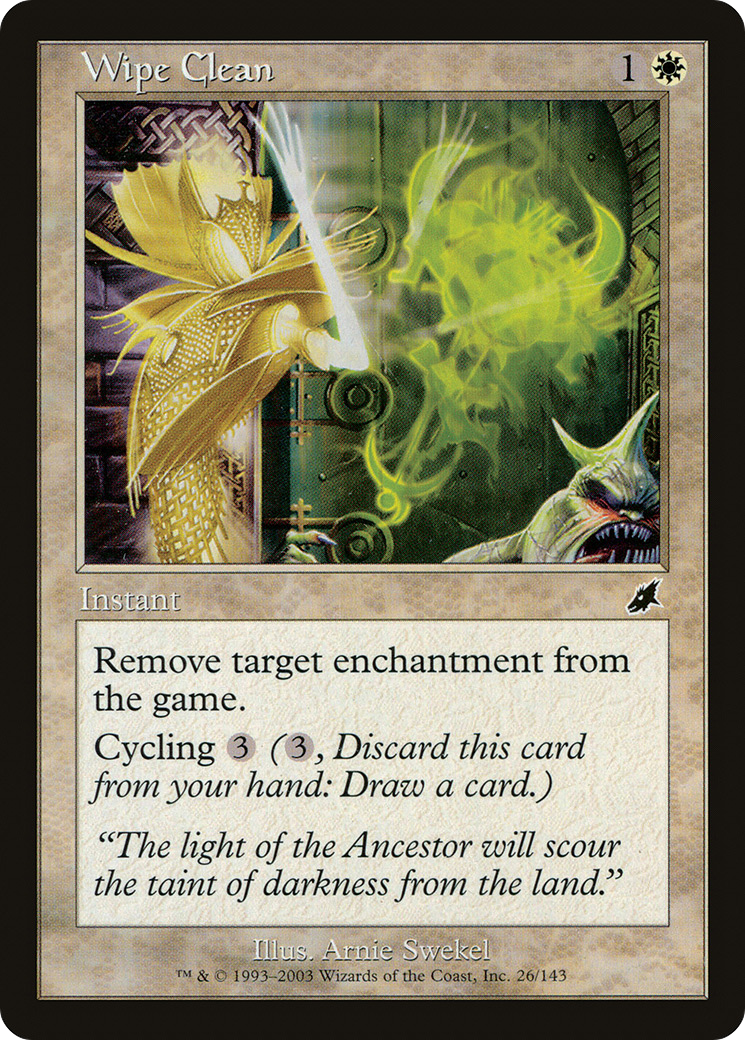 Wipe Clean 1
Instant
Remove target enchantment from
the game.
Cycling 3 (3, Discard this card
from your hand: Draw a card.)
“The light of the Ancestor will scour
the taint of darkness from the land.”
Illus. Arnie Swekel
™ & © 1993–2003 Wizards of the Coast, Inc. 26/143